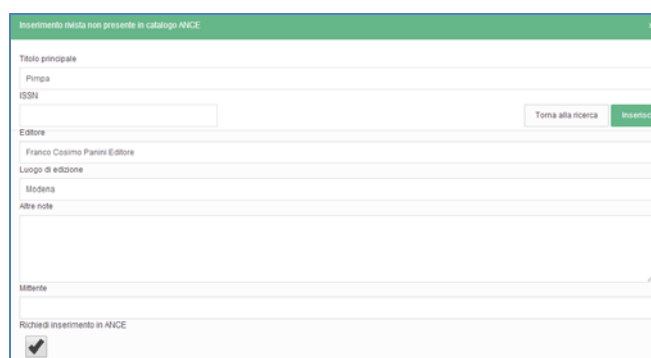 Inserimento rivista non presente in catalogo ANCE
Titolo principale
Pimpa
ISSN
Torna alla ricerca Inserisci
Editore
Franco Cosimo Panini Editore
Luogo di edizione
Modena
Altre note
Mittente
Richiedi inserimento in ANCE